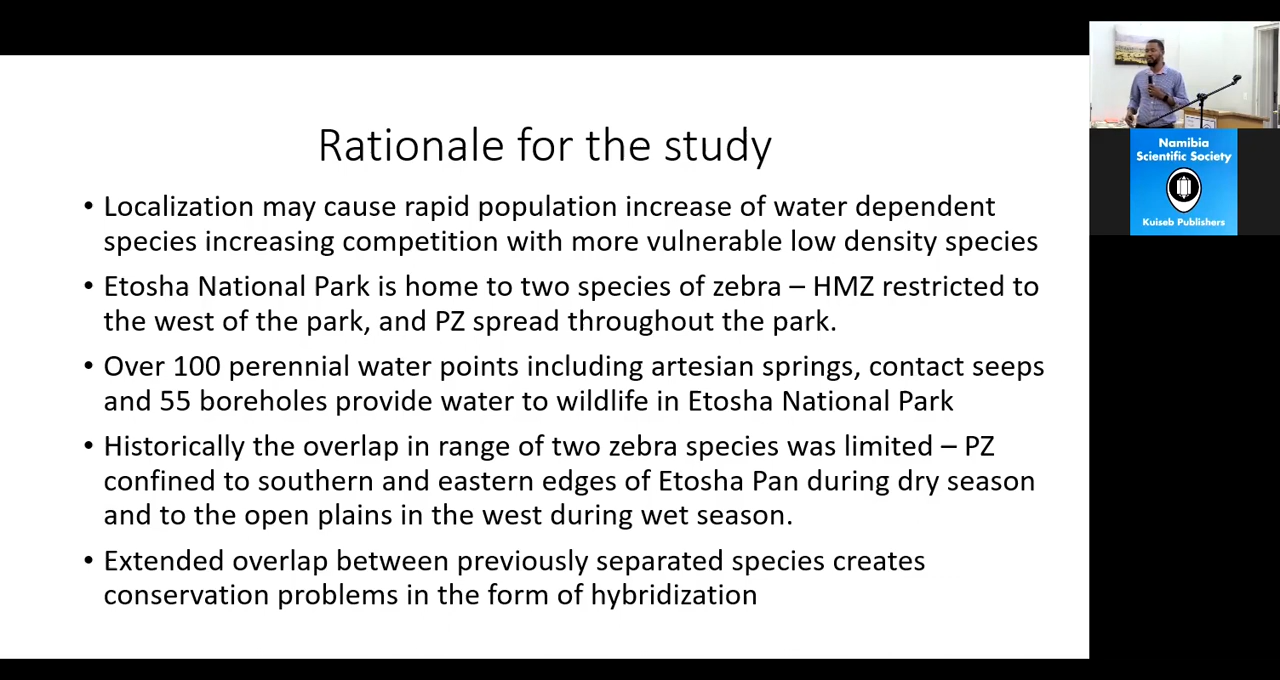 Rationale for the study
• Localization may cause rapid population increase of water dependent
species increasing competition with more vulnerable low density species
• Etosha National Park is home to two species of zebra – HMZ restricted to
the west of the park, and PZ spread throughout the park.
• Over 100 perennial water points including artesian springs, contact seeps
and 55 boreholes provide water to wildlife in Etosha National Park
• Historically the overlap in range of two zebra species was limited – PZ
confined to southern and eastern edges of Etosha Pan during dry season
and to the open plains in the west during wet season.
• Extended overlap between previously separated species creates
conservation problems in the form of hybridization
Namibia
Scientific Society
Kuiseb Publishers